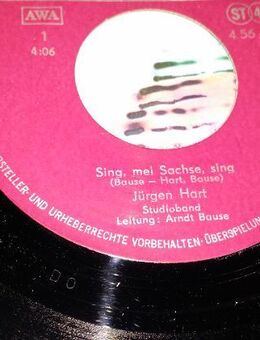 AWA
1
4:06
ST
4 56
Sing, mei Sachse, sing
(Bause – Hart, Bause)
Jürgen Hart
Studioband
Leitung: Arndt Bause
RSTELLER- UND URHEBERRECHTE VORBEHALTEN · ÜBERSPIELUN
D O